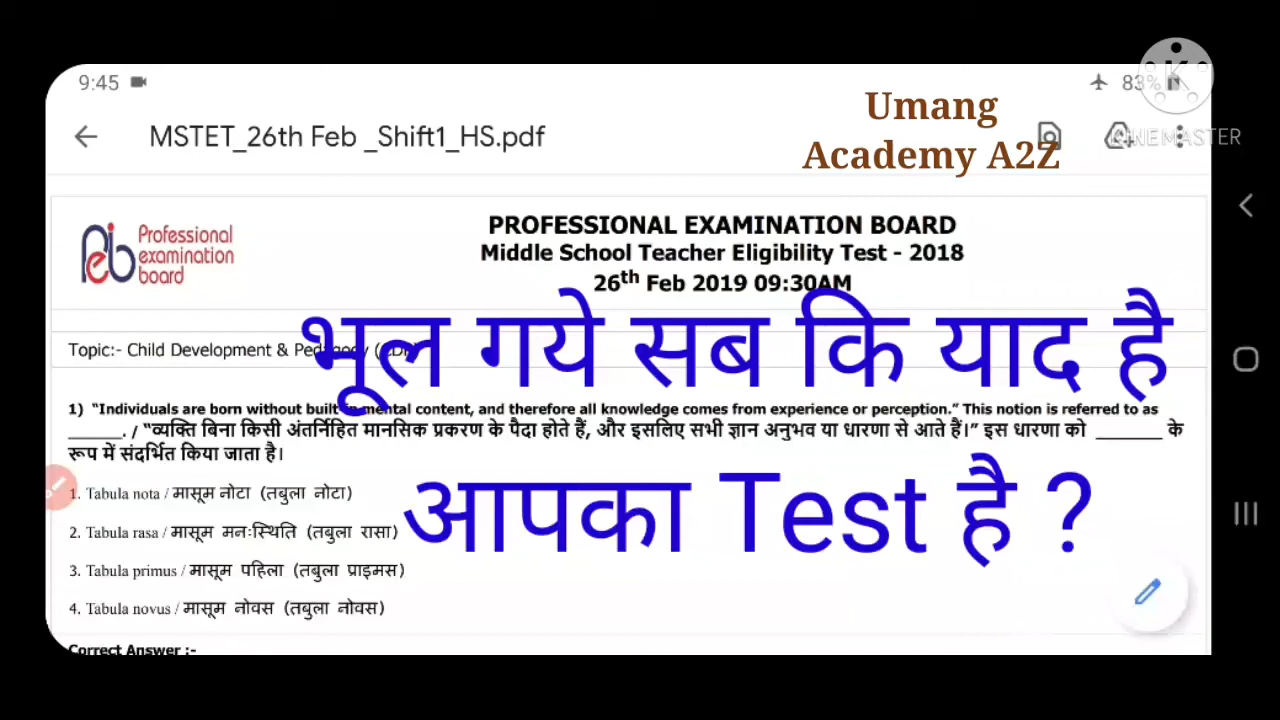 9:45
83%
Umang
Academy A2Z
KINEMASTER
MSTET_26th Feb _Shift1_HS.pdf
Professional
examination
board
PROFESSIONAL EXAMINATION BOARD
Middle School Teacher Eligibility Test - 2018
26th Feb 2019 09:30AM
भूल गये सब कि याद है
Topic:- Child Development & Pedagogy (CDP)
1) “Individuals are born without built-in mental content, and therefore all knowledge comes from experience or perception.” This notion is referred to as
______. / “व्यक्ति बिना किसी अंतर्निहित मानसिक प्रकरण के पैदा होते हैं, और इसलिए सभी ज्ञान अनुभव या धारणा से आते हैं।” इस धारणा को _______ के
रूप में संदर्भित किया जाता है।
1. Tabula nota / मासूम नोटा (तबुला नोटा)
आपका Test है ?
2. Tabula rasa / मासूम मनःस्थिति (तबुला रासा)
3. Tabula primus / मासूम पहिला (तबुला प्राइमस)
4. Tabula novus / मासूम नोवस (तबुला नोवस)
Correct Answer :-